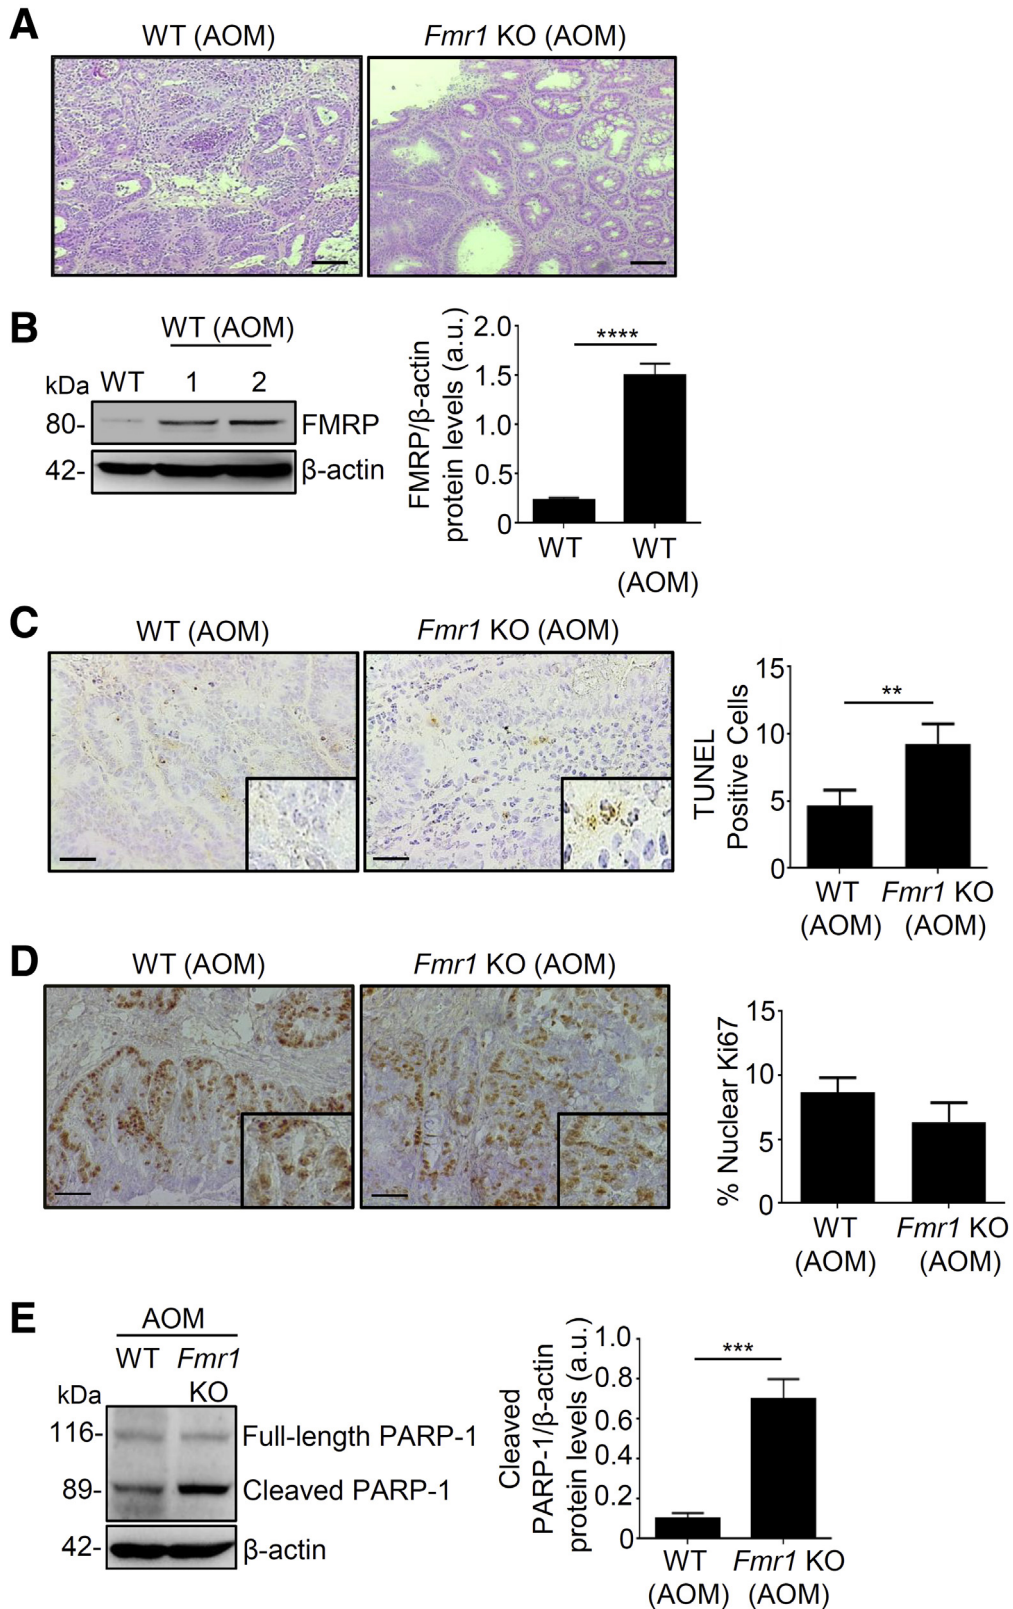 A
WT (AOM)
Fmr1 KO (AOM)
B
WT (AOM)
kDa WT 1 2
80- FMRP
42- β-actin
FMRP/β-actin
protein levels (a.u.)
2.0
1.5
1.0
0.5
0
****
WT
WT
(AOM)
C
WT (AOM)
Fmr1 KO (AOM)
TUNEL
Positive Cells
15
10
5
0
**
WT
(AOM)
Fmr1 KO
(AOM)
D
WT (AOM)
Fmr1 KO (AOM)
% Nuclear Ki67
15
10
5
0
WT
(AOM)
Fmr1 KO
(AOM)
E
AOM
WT Fmr1
KO
kDa
116- Full-length PARP-1
89- Cleaved PARP-1
42- β-actin
Cleaved
PARP-1/β-actin
protein levels (a.u.)
1.0
0.8
0.6
0.4
0.2
0
***
WT
(AOM)
Fmr1 KO
(AOM)